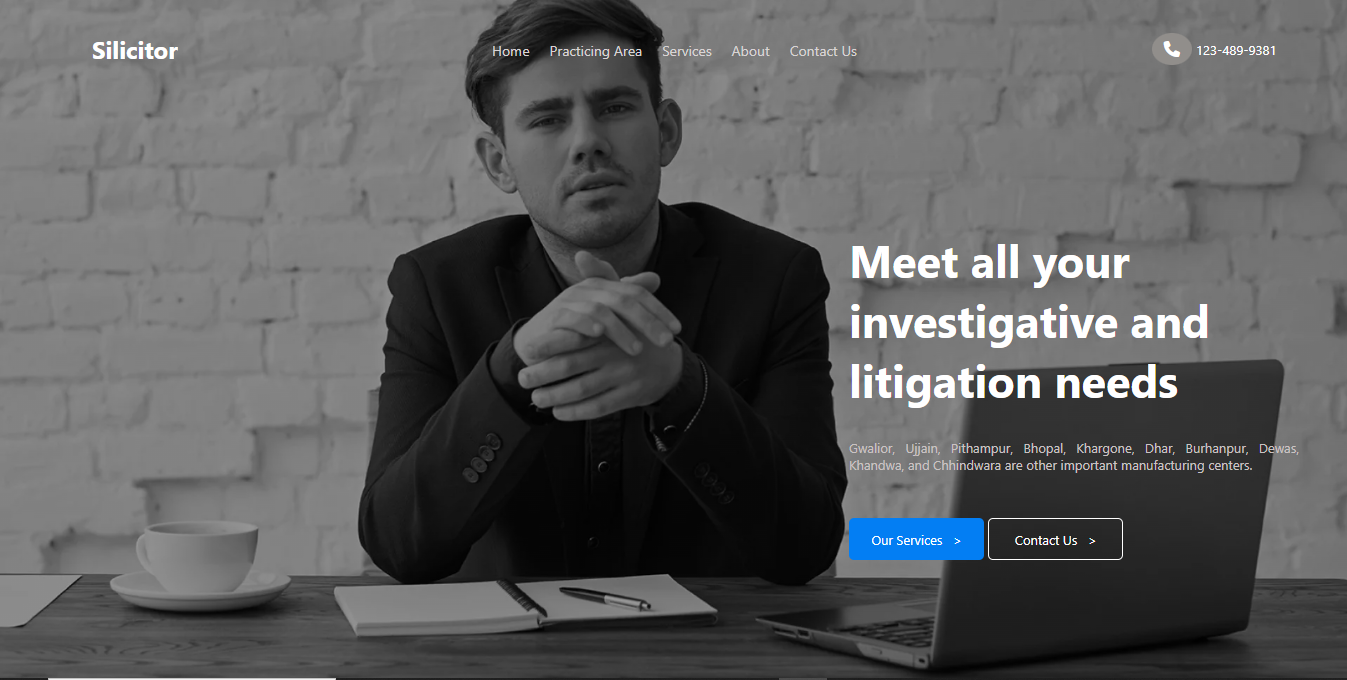 Silicitor
Home Practicing Area Services About Contact Us
123-489-9381
Meet all your
investigative and
litigation needs
Gwalior, Ujjain, Pithampur, Bhopal, Khargone, Dhar, Burhanpur, Dewas,
Khandwa, and Chhindwara are other important manufacturing centers.
Our Services >
Contact Us >